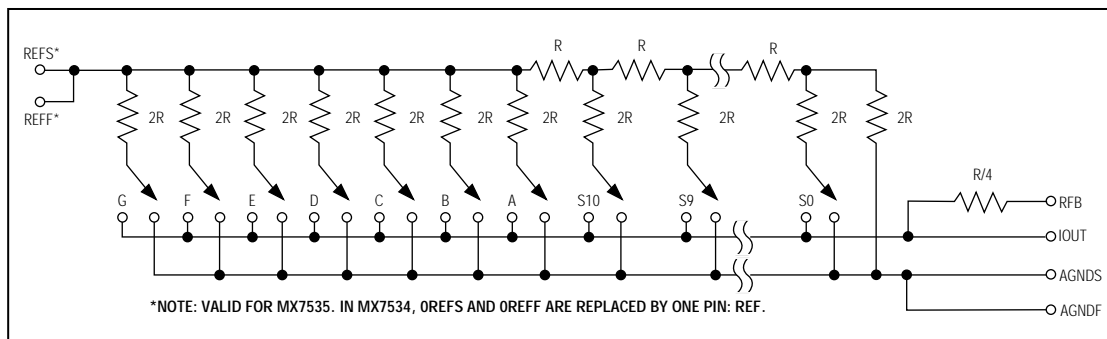 REFS*
REFF*
R R R
2R 2R 2R 2R 2R 2R 2R 2R 2R 2R 2R
G F E D C B A S10 S9 S0
R/4
RFB
IOUT
AGNDS
AGNDF
*NOTE: VALID FOR MX7535. IN MX7534, 0REFS AND 0REFF ARE REPLACED BY ONE PIN: REF.